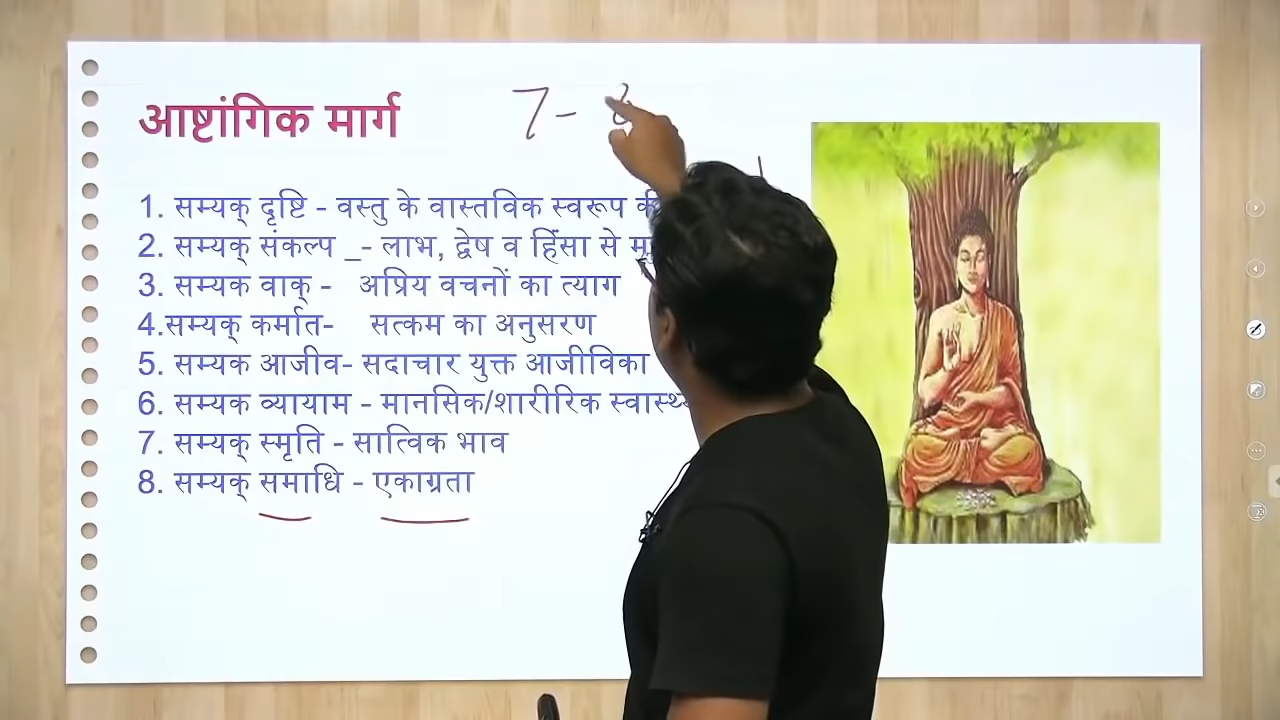 आष्टांगिक मार्ग
7-
1. सम्यक् दृष्टि - वस्तु के वास्तविक स्वरूप
2. सम्यक् संकल्प _- लाभ, द्वेष व हिंसा से
3. सम्यक वाक् - अप्रिय वचनों का त्याग
4.सम्यक् कर्मात- सत्कम का अनुसरण
5. सम्यक आजीव- सदाचार युक्त आजीविका
6. सम्यक व्यायाम - मानसिक/शारीरिक
7. सम्यक् स्मृति - सात्विक भाव
8. सम्यक् समाधि - एकाग्रता